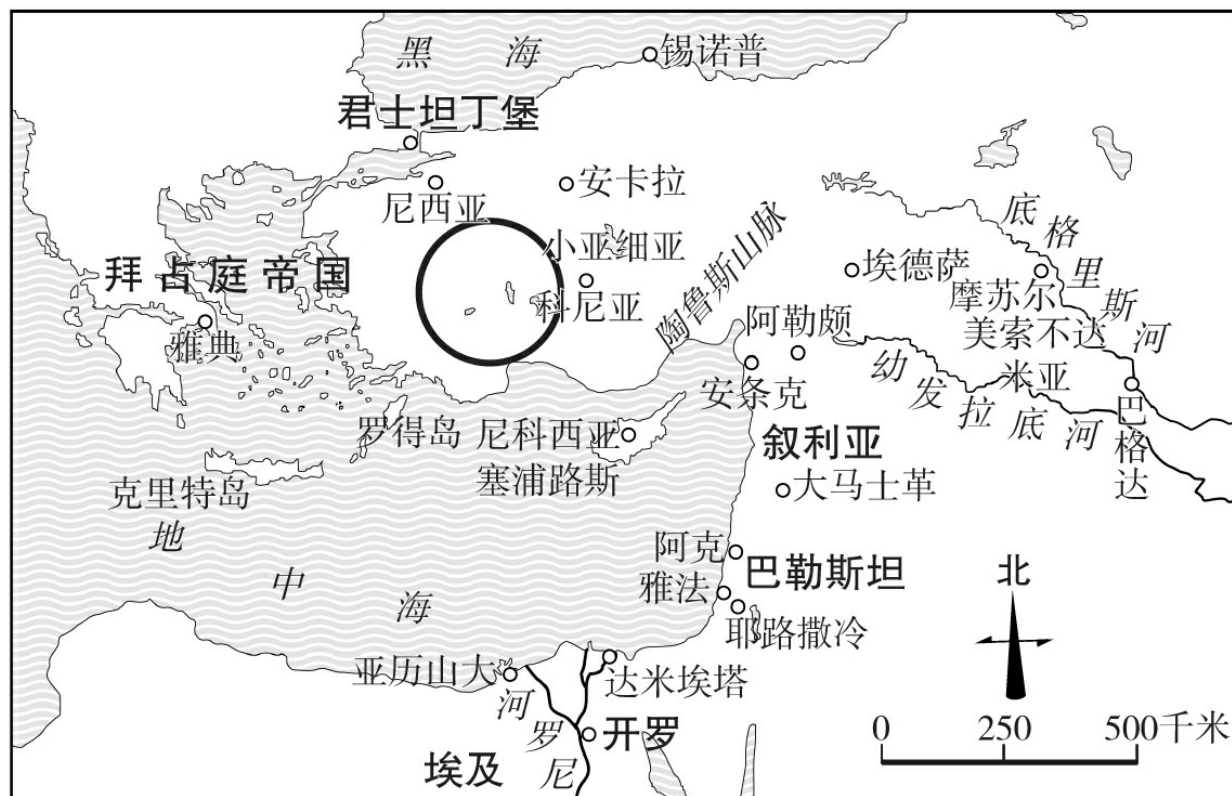 黑海
锡诺普
君士坦丁堡
尼西亚
安卡拉
小亚细亚
科尼亚
陶鲁斯山脉
拜占庭帝国
雅典
埃德萨
底格里斯河
摩苏尔
美索不达
米亚
阿勒颇
安条克
幼发拉底河
巴格达
罗得岛
尼科西亚
塞浦路斯
叙利亚
大马士革
克里特岛
地中海
阿克
巴勒斯坦
雅法
耶路撒冷
北
亚历山大
达米埃塔
河罗尼
开罗
埃及
0 250 500千米